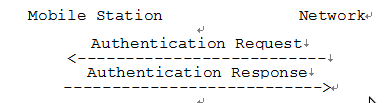 Mobile Station Network
Authentication Request
<---------------------------
Authentication Response
--------------------------->